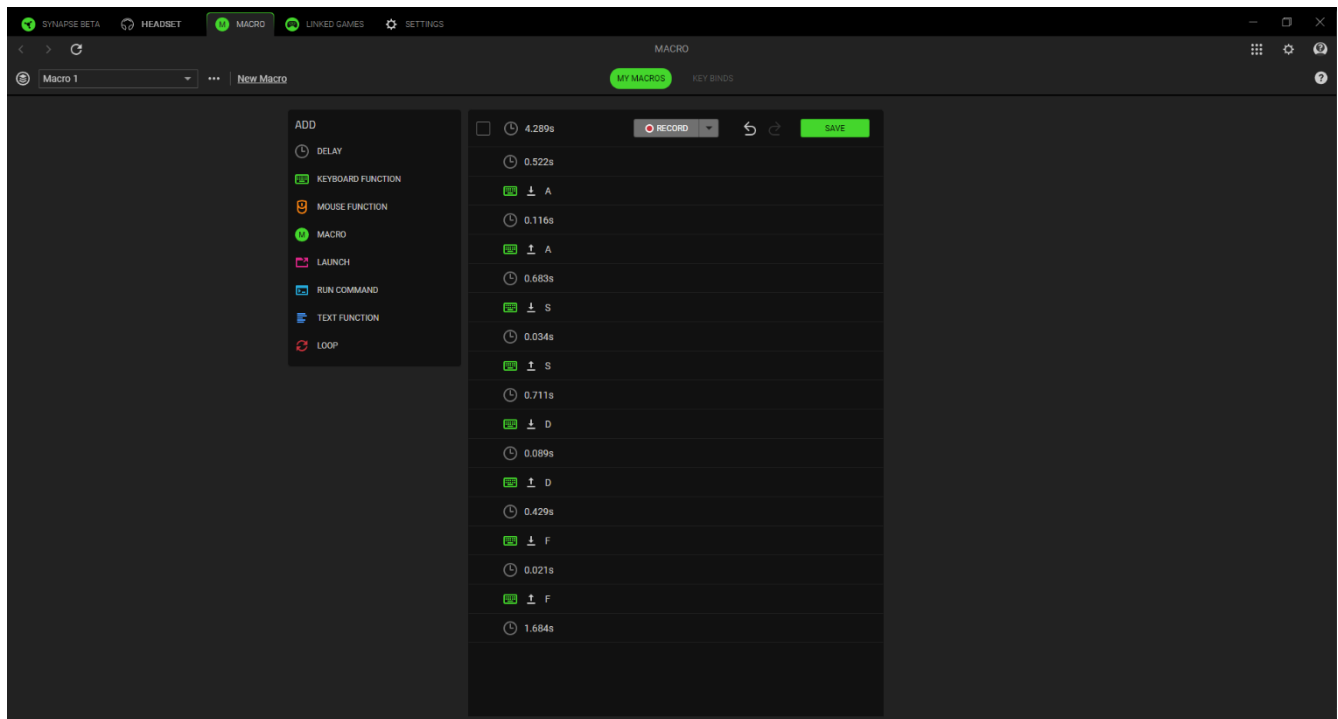 SYNAPSE BETA HEADSET MACRO LINKED GAMES SETTINGS
MACRO
Macro 1 New Macro MY MACROS KEY BINDS
ADD
DELAY
KEYBOARD FUNCTION
MOUSE FUNCTION
MACRO
LAUNCH
RUN COMMAND
TEXT FUNCTION
LOOP
4.289s RECORD SAVE
0.522s
A
0.116s
A
0.683s
S
0.034s
S
0.711s
D
0.089s
D
0.429s
F
0.021s
F
1.684s